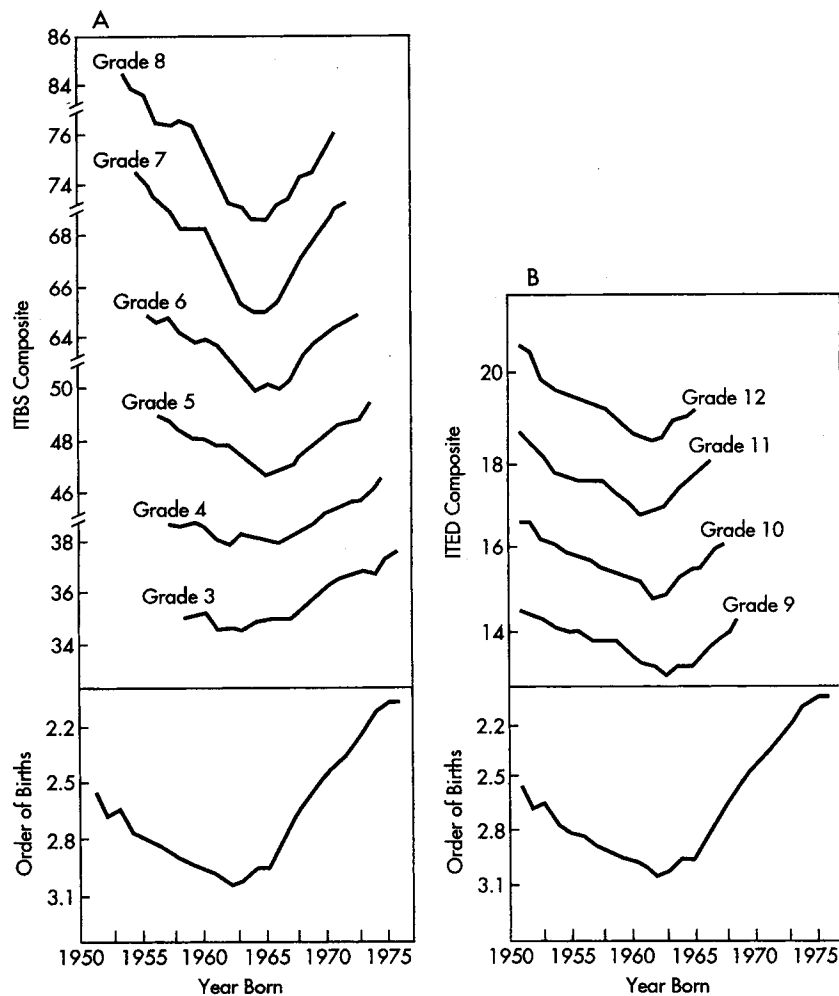 A
86
Grade 8
84
76
Grade 7
74
68
66
Grade 6
64
50
Grade 5
48
46
Grade 4
38
36
Grade 3
34
ITBS Composite
2.2
2.5
2.8
3.1
Order of Births
1950 1955 1960 1965 1970 1975
Year Born
B
20
Grade 12
18
Grade 11
16
Grade 10
14
Grade 9
ITED Composite
2.2
2.5
2.8
3.1
Order of Births
1950 1955 1960 1965 1970 1975
Year Born